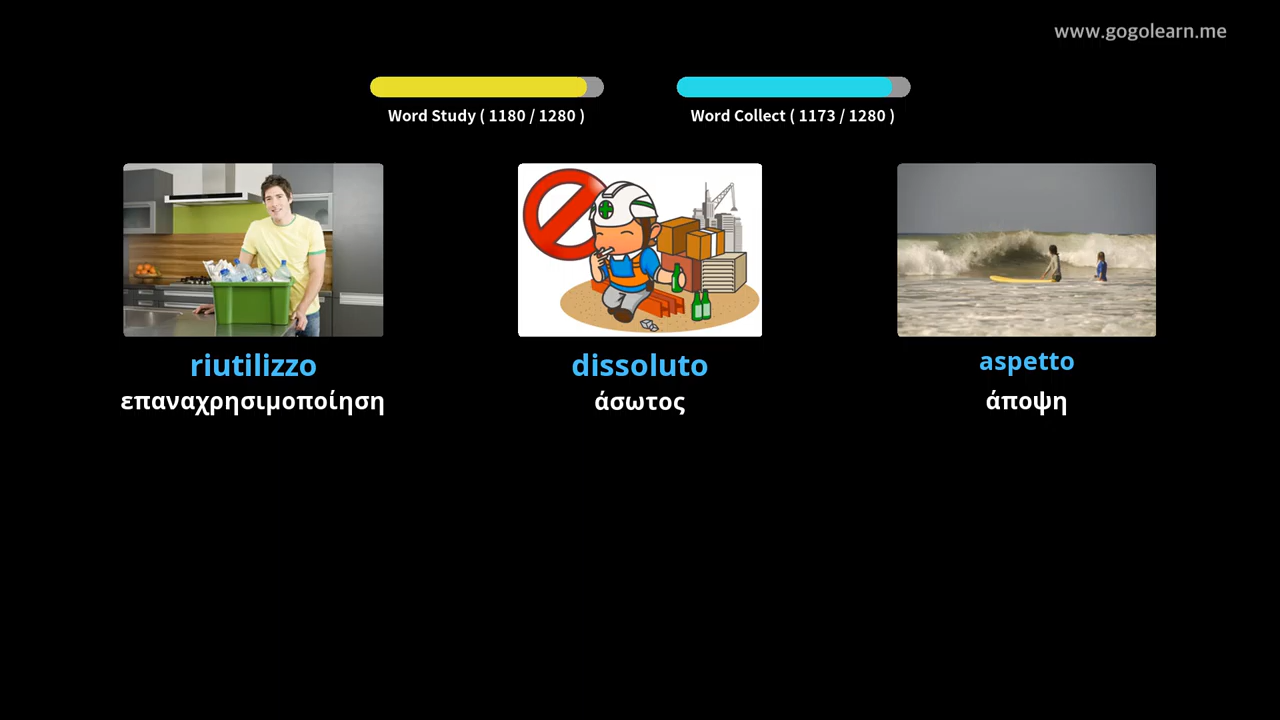 www.gogolearn.me
Word Study ( 1180 / 1280 )
Word Collect ( 1173 / 1280 )
riutilizzo
επαναχρησιμοποίηση
dissoluto
άσωτος
aspetto
άποψη